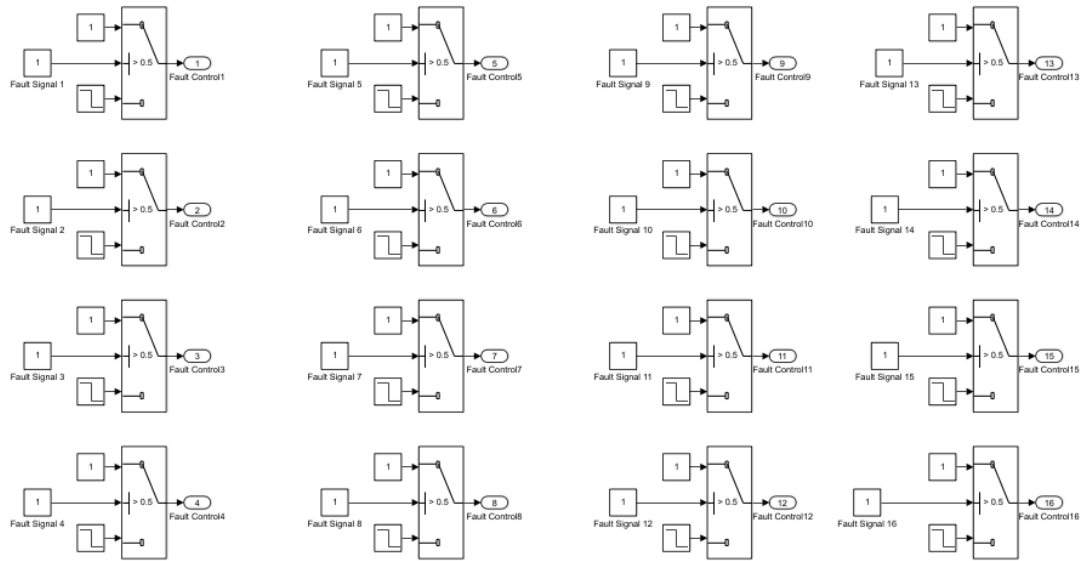 1 1 1 1
1 > 0.5 1 1 > 0.5 5 1 > 0.5 9 1 > 0.5 13
Fault Signal 1 Fault Control1 Fault Signal 5 Fault Control5 Fault Signal 9 Fault Control9 Fault Signal 13 Fault Control13
1 1 1 1
1 > 0.5 2 1 > 0.5 6 1 > 0.5 10 1 > 0.5 14
Fault Signal 2 Fault Control2 Fault Signal 6 Fault Control6 Fault Signal 10 Fault Control10 Fault Signal 14 Fault Control14
1 1 1 1
1 > 0.5 3 1 > 0.5 7 1 > 0.5 11 1 > 0.5 15
Fault Signal 3 Fault Control3 Fault Signal 7 Fault Control7 Fault Signal 11 Fault Control11 Fault Signal 15 Fault Control15
1 1 1 1
1 > 0.5 4 1 > 0.5 8 1 > 0.5 12 1 > 0.5 16
Fault Signal 4 Fault Control4 Fault Signal 8 Fault Control8 Fault Signal 12 Fault Control12 Fault Signal 16 Fault Control16